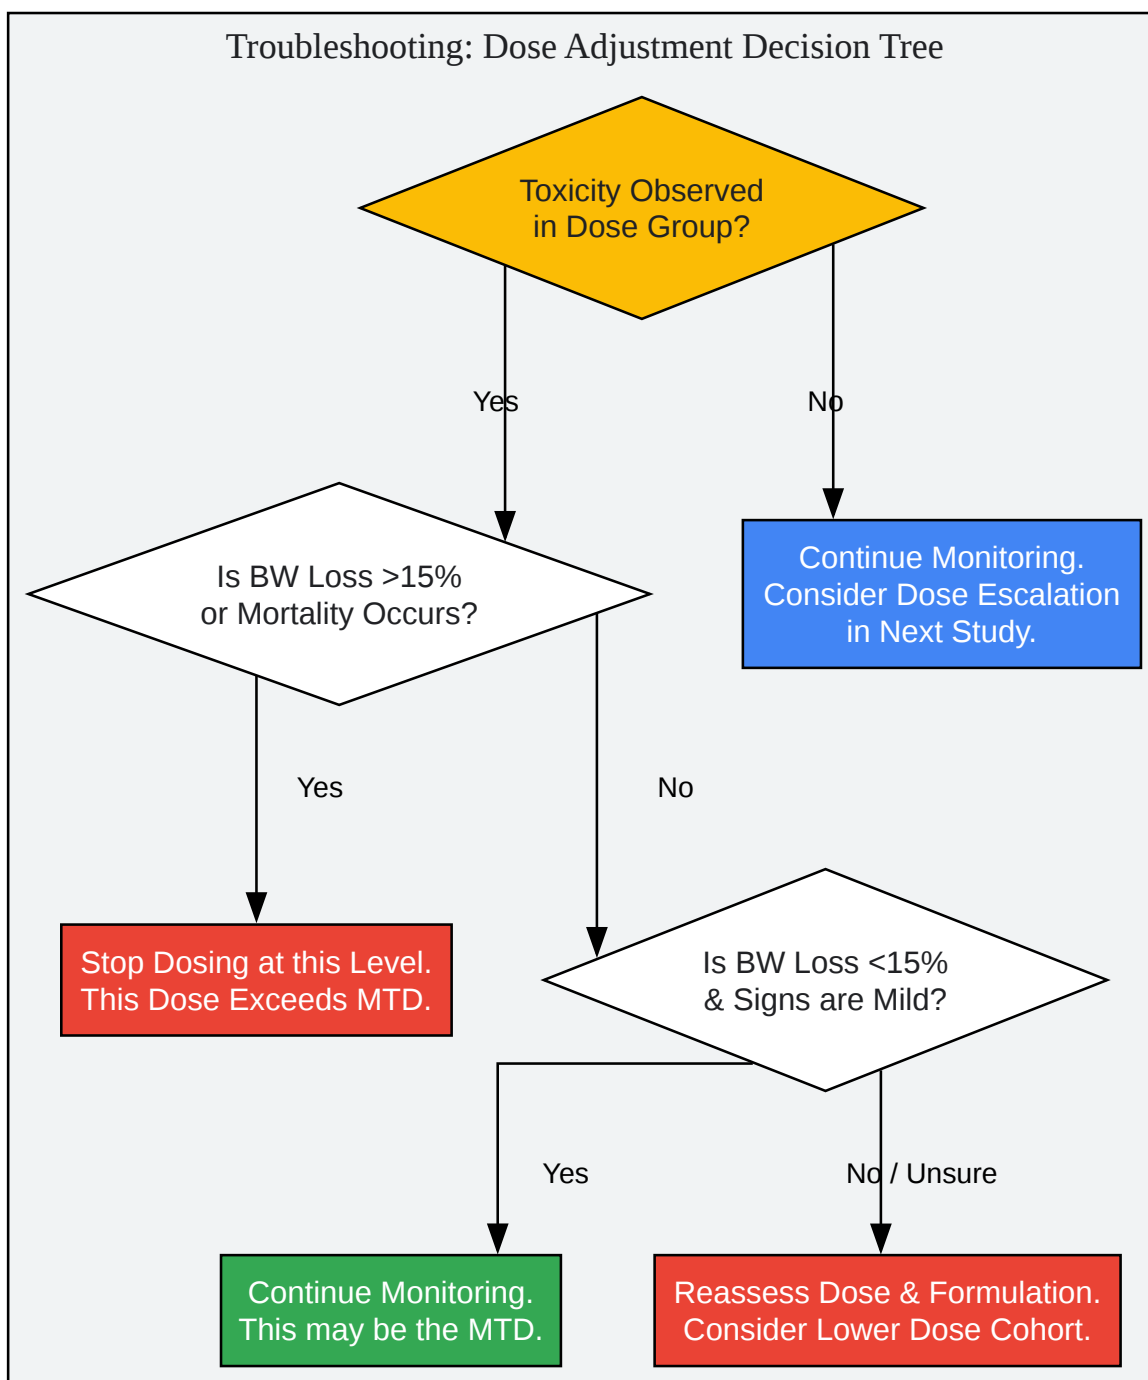 Troubleshooting: Dose Adjustment Decision Tree
Toxicity Observed
in Dose Group?
Yes
No
Is BW Loss >15%
or Mortality Occurs?
Continue Monitoring.
Consider Dose Escalation
in Next Study.
Yes
No
Stop Dosing at this Level.
This Dose Exceeds MTD.
Is BW Loss <15%
& Signs are Mild?
Yes
No / Unsure
Continue Monitoring.
This may be the MTD.
Reassess Dose & Formulation.
Consider Lower Dose Cohort.